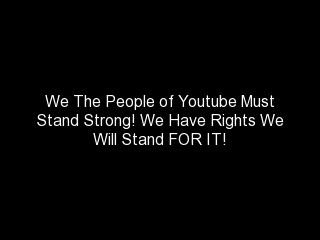 We The People of Youtube Must
Stand Strong! We Have Rights We
Will Stand FOR IT!